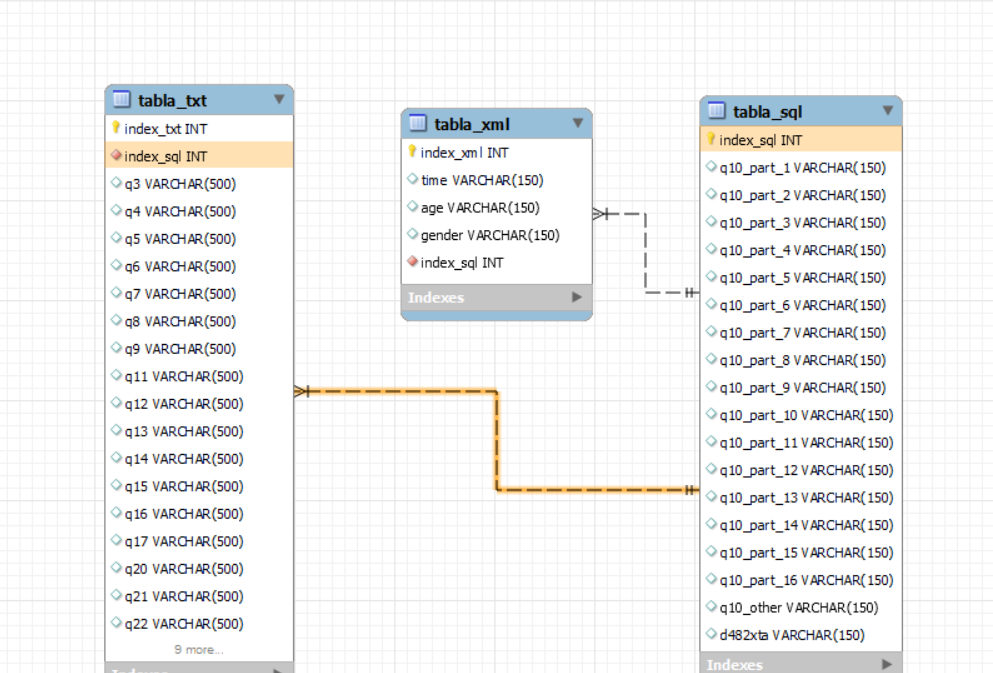 tabla_txt
index_txt INT
index_sql INT
q3 VARCHAR(500)
q4 VARCHAR(500)
q5 VARCHAR(500)
q6 VARCHAR(500)
q7 VARCHAR(500)
q8 VARCHAR(500)
q9 VARCHAR(500)
q11 VARCHAR(500)
q12 VARCHAR(500)
q13 VARCHAR(500)
q14 VARCHAR(500)
q15 VARCHAR(500)
q16 VARCHAR(500)
q17 VARCHAR(500)
q20 VARCHAR(500)
q21 VARCHAR(500)
q22 VARCHAR(500)
9 more...
Indexes
tabla_xml
index_xml INT
time VARCHAR(150)
age VARCHAR(150)
gender VARCHAR(150)
index_sql INT
Indexes
tabla_sql
index_sql INT
q10_part_1 VARCHAR(150)
q10_part_2 VARCHAR(150)
q10_part_3 VARCHAR(150)
q10_part_4 VARCHAR(150)
q10_part_5 VARCHAR(150)
q10_part_6 VARCHAR(150)
q10_part_7 VARCHAR(150)
q10_part_8 VARCHAR(150)
q10_part_9 VARCHAR(150)
q10_part_10 VARCHAR(150)
q10_part_11 VARCHAR(150)
q10_part_12 VARCHAR(150)
q10_part_13 VARCHAR(150)
q10_part_14 VARCHAR(150)
q10_part_15 VARCHAR(150)
q10_part_16 VARCHAR(150)
q10_other VARCHAR(150)
d482xta VARCHAR(150)
Indexes